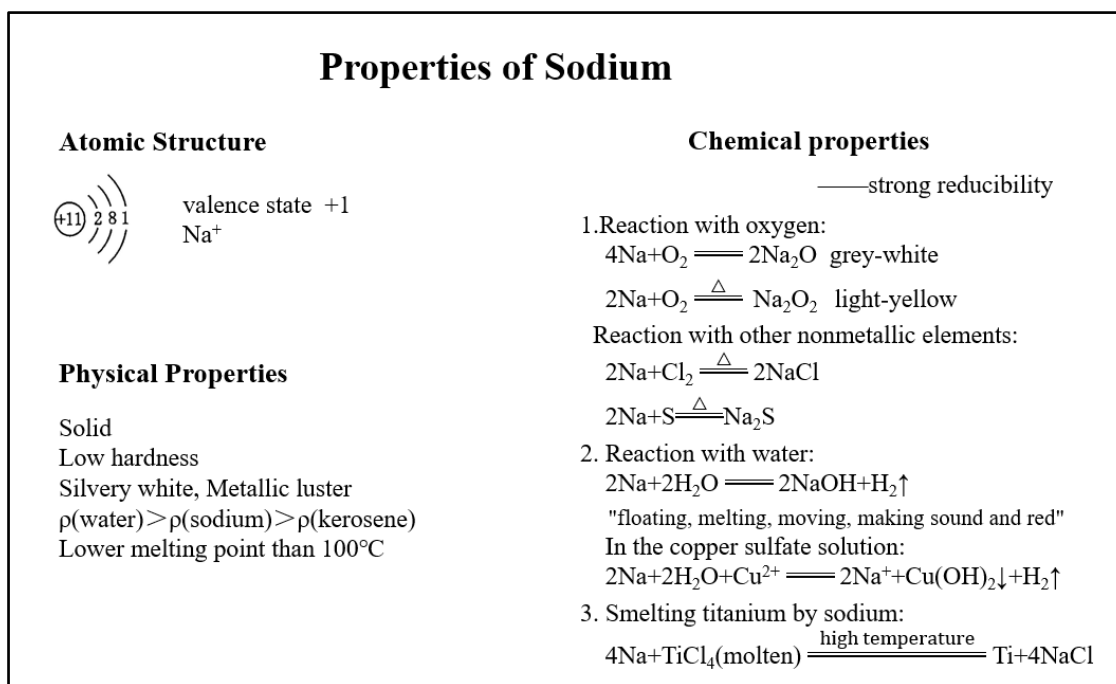 Properties of Sodium
Atomic Structure
+11 2 8 1
valence state +1
Na⁺
Physical Properties
Solid
Low hardness
Silvery white, Metallic luster
ρ(water)＞ρ(sodium)＞ρ(kerosene)
Lower melting point than 100℃
Chemical properties
——strong reducibility
1.Reaction with oxygen:
4Na+O₂ ═══ 2Na₂O grey-white
2Na+O₂ ═△═ Na₂O₂ light-yellow
Reaction with other nonmetallic elements:
2Na+Cl₂ ═△═ 2NaCl
2Na+S ═△═ Na₂S
2. Reaction with water:
2Na+2H₂O ═══ 2NaOH+H₂↑
"floating, melting, moving, making sound and red"
In the copper sulfate solution:
2Na+2H₂O+Cu²⁺ ═══ 2Na⁺+Cu(OH)₂↓+H₂↑
3. Smelting titanium by sodium:
4Na+TiCl₄(molten) ═high temperature═ Ti+4NaCl